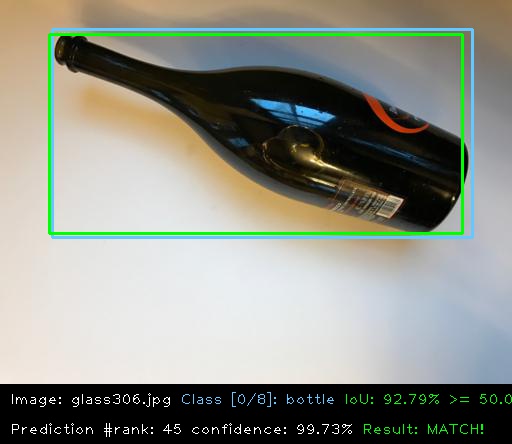 Image: glass306.jpg Class [0/8]: bottle IoU: 92.79% >= 50.0
Prediction #rank: 45 confidence: 99.73% Result: MATCH!